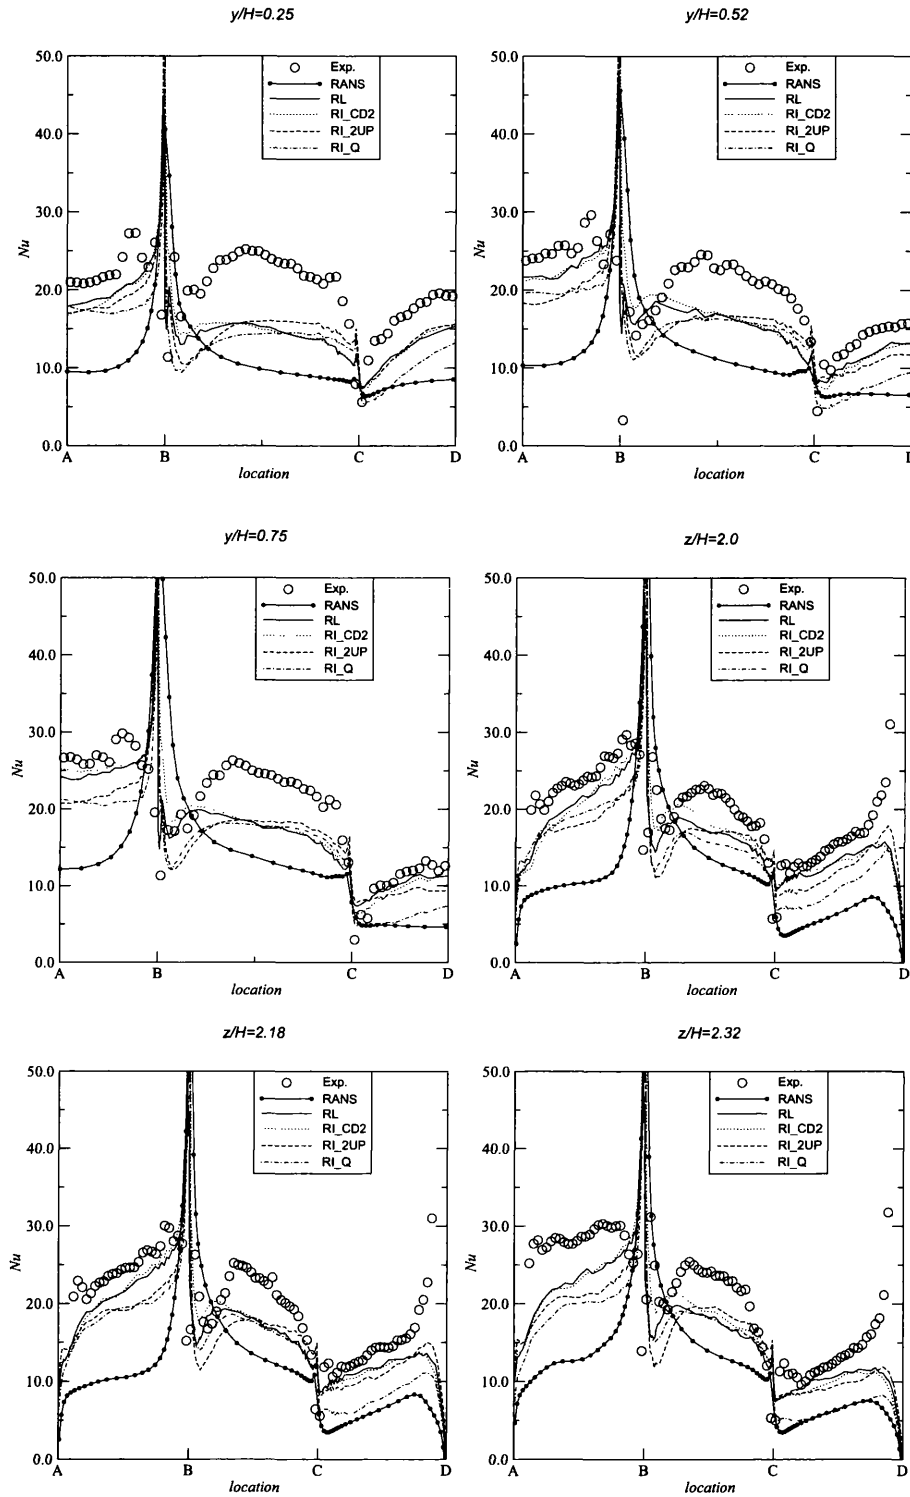 y/H=0.25
50.0
40.0
30.0
20.0
10.0
0.0
Nu
Exp.
RANS
RL
RI_CD2
RI_2UP
RI_Q
A B C D
location
y/H=0.52
50.0
40.0
30.0
20.0
10.0
0.0
Nu
Exp.
RANS
RL
RI_CD2
RI_2UP
RI_Q
A B C D
location
y/H=0.75
50.0
40.0
30.0
20.0
10.0
0.0
Nu
Exp.
RANS
RL
RI_CD2
RI_2UP
RI_Q
A B C D
location
z/H=2.0
50.0
40.0
30.0
20.0
10.0
0.0
Nu
Exp.
RANS
RL
RI_CD2
RI_2UP
RI_Q
A B C D
location
z/H=2.18
50.0
40.0
30.0
20.0
10.0
0.0
Nu
Exp.
RANS
RL
RI_CD2
RI_2UP
RI_Q
A B C D
location
z/H=2.32
50.0
40.0
30.0
20.0
10.0
0.0
Nu
Exp.
RANS
RL
RI_CD2
RI_2UP
RI_Q
A B C D
location